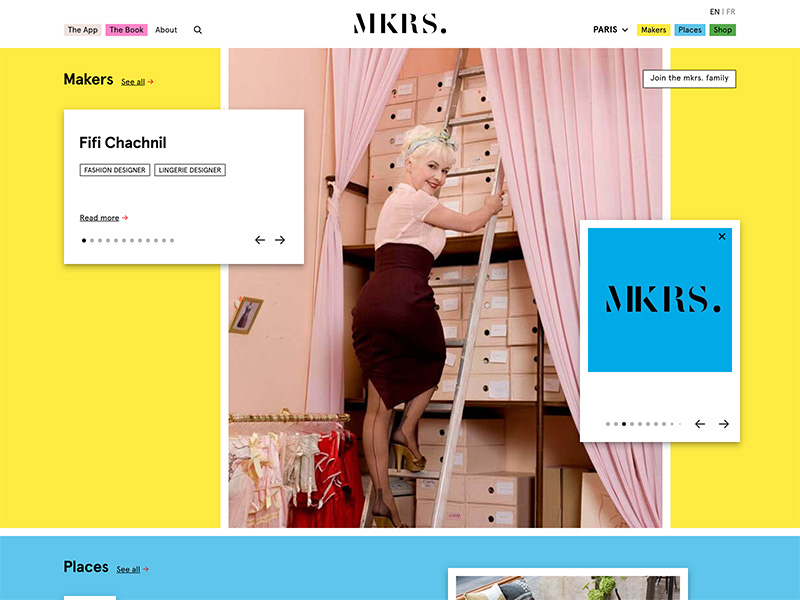 EN | FR
The App The Book About
MKRS.
PARIS Makers Places Shop
Makers See all →
Join the mkrs. family
Fifi Chachnil
FASHION DESIGNER LINGERIE DESIGNER
Read more →
MKRS.
Places See all →